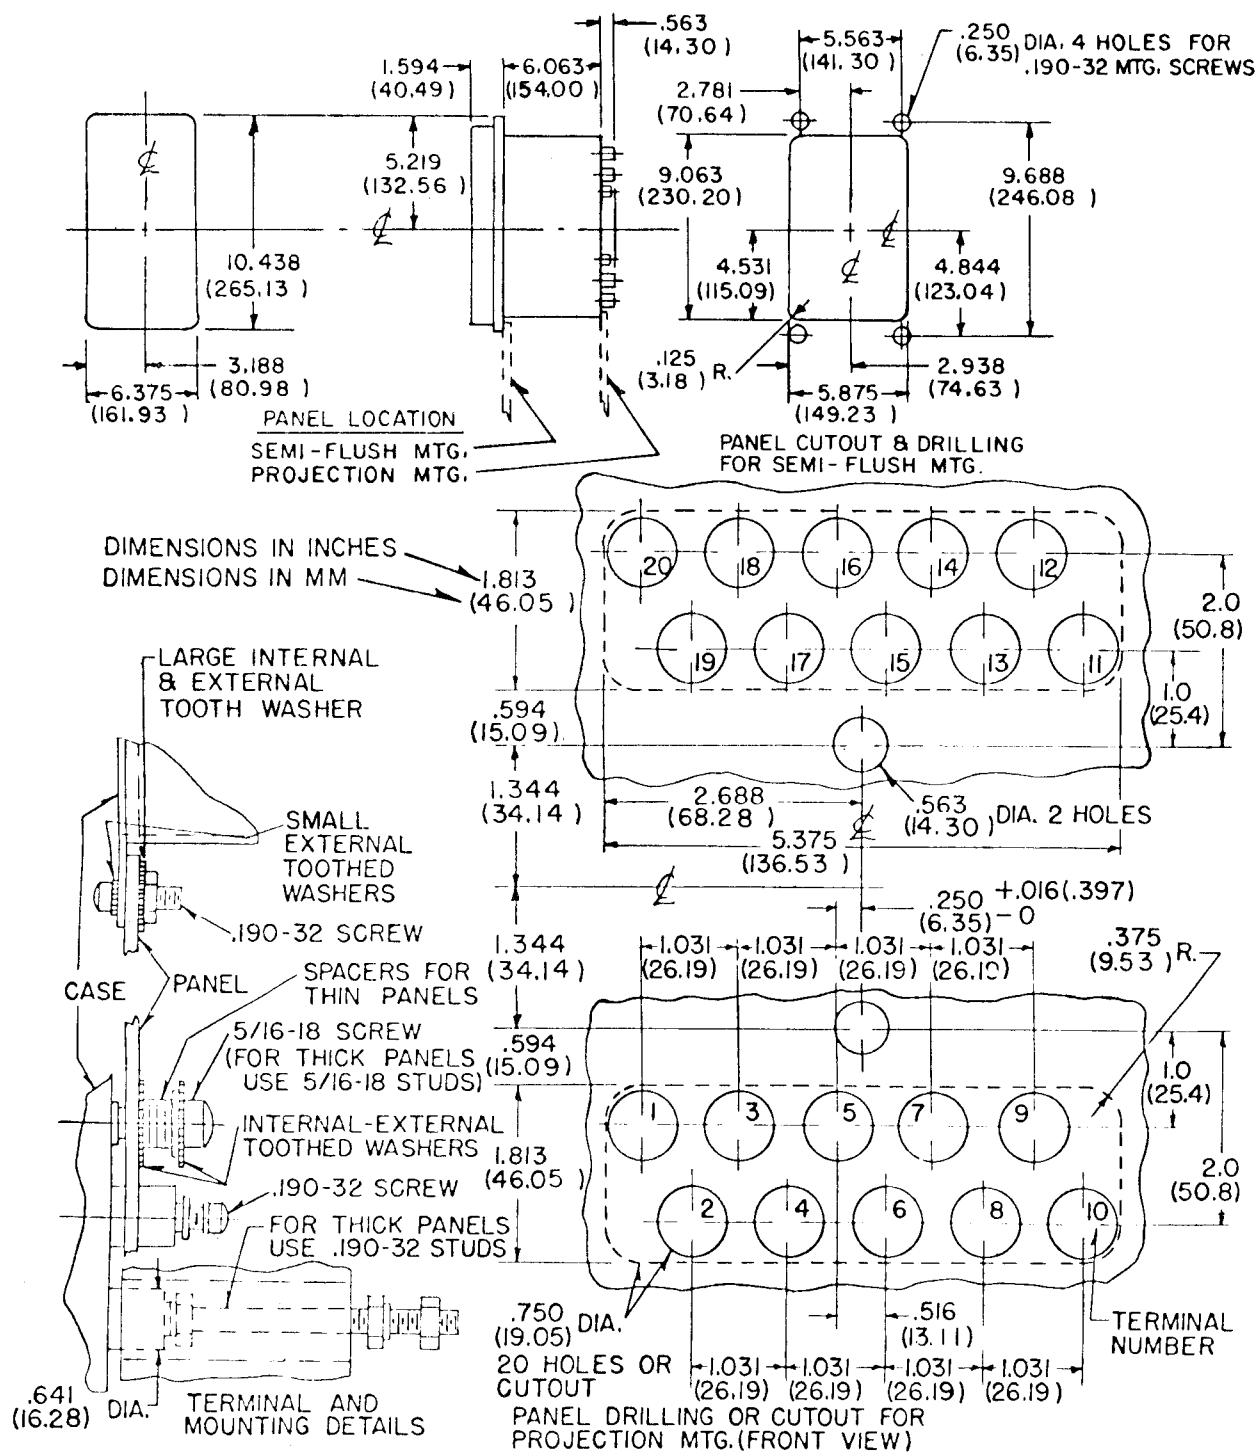 .563
(14.30)
1.594
(40.49)
6.063
(154.00)
5.563
(141.30)
.250
(6.35) DIA. 4 HOLES FOR
.190-32 MTG. SCREWS
2.781
(70.64)
℄
5.219
(132.56)
9.063
(230.20)
9.688
(246.08)
℄
℄
10.438
(265.13)
4.531
(115.09)
℄
4.844
(123.04)
3.188
(80.98)
6.375
(161.93)
.125
(3.18) R.
2.938
(74.63)
5.875
(149.23)
PANEL LOCATION
SEMI-FLUSH MTG.
PROJECTION MTG.
PANEL CUTOUT & DRILLING
FOR SEMI-FLUSH MTG.
DIMENSIONS IN INCHES
DIMENSIONS IN MM
1.813
(46.05)
20 18 16 14 12
2.0
(50.8)
19 17 15 13 11
1.0
(25.4)
LARGE INTERNAL
& EXTERNAL
TOOTH WASHER
.594
(15.09)
1.344
(34.14)
2.688
(68.28)
.563
(14.30) DIA. 2 HOLES
℄
5.375
(136.53)
SMALL
EXTERNAL
TOOTHED
WASHERS
℄
.250 +.016(.397)
(6.35) -0
.190-32 SCREW
1.344
(34.14)
1.031 1.031 1.031 1.031
(26.19) (26.19) (26.19) (26.19)
.375
(9.53) R.
CASE
PANEL
SPACERS FOR
THIN PANELS
5/16-18 SCREW
(FOR THICK PANELS
USE 5/16-18 STUDS)
.594
(15.09)
1.0
(25.4)
INTERNAL-EXTERNAL
TOOTHED WASHERS
1.813
(46.05)
1 3 5 7 9
2.0
(50.8)
.190-32 SCREW
2 4 6 8 10
FOR THICK PANELS
USE .190-32 STUDS
.750
(19.05) DIA.
20 HOLES OR
CUTOUT
.516
(13.11)
TERMINAL
NUMBER
1.031 1.031 1.031 1.031
(26.19) (26.19) (26.19) (26.19)
.641
(16.28) DIA.
TERMINAL AND
MOUNTING DETAILS
PANEL DRILLING OR CUTOUT FOR
PROJECTION MTG.(FRONT VIEW)